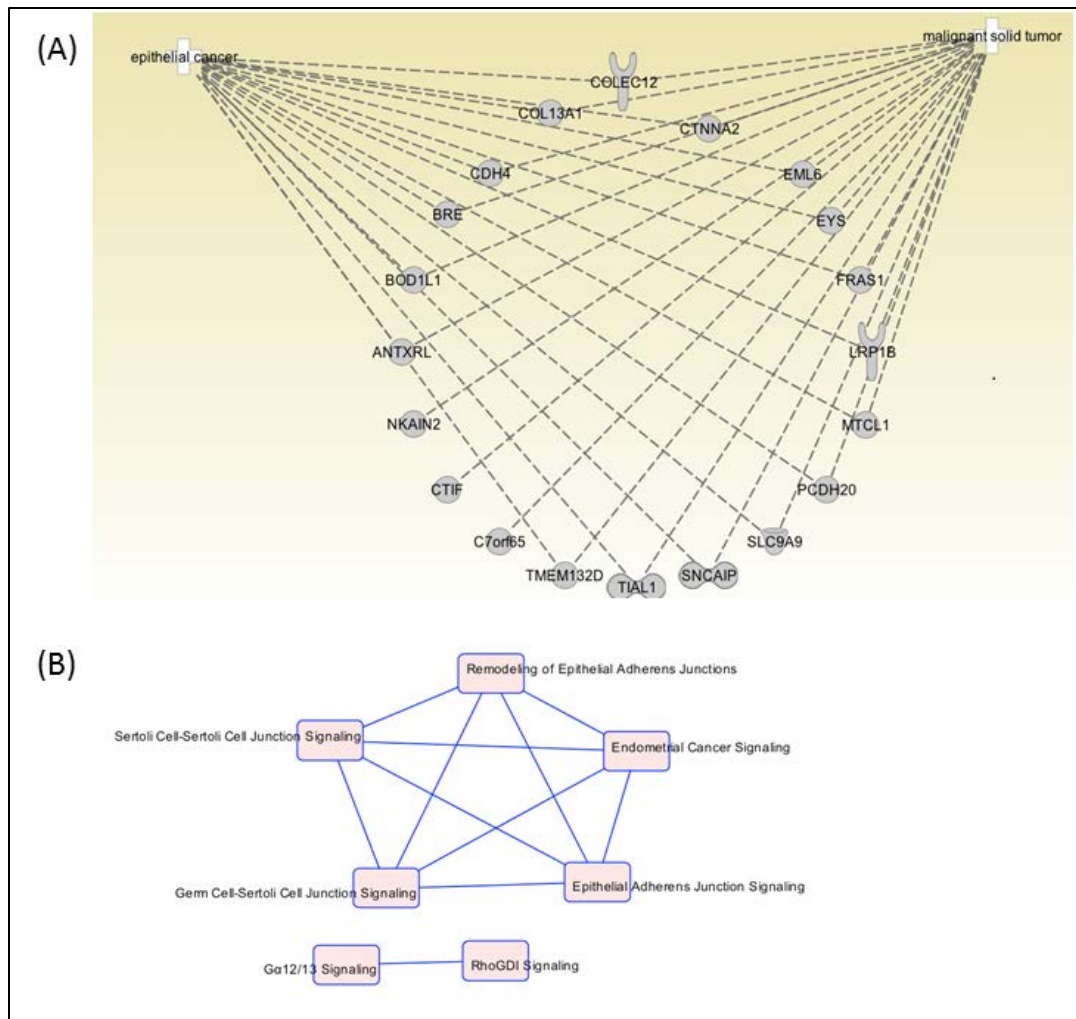 (A)
epithelial cancer
malignant solid tumor
COLEC12
COL13A1
CTNNA2
CDH4
EML6
BRE
EYS
BOD1L1
FRAS1
ANTXRL
LRP1B
NKAIN2
MTCL1
CTIF
PCDH20
C7orf65
SLC9A9
TMEM132D
TIAL1
SNCAIP
(B)
Remodeling of Epithelial Adherens Junctions
Sertoli Cell-Sertoli Cell Junction Signaling
Endometrial Cancer Signaling
Germ Cell-Sertoli Cell Junction Signaling
Epithelial Adherens Junction Signaling
Gα12/13 Signaling
RhoGDI Signaling